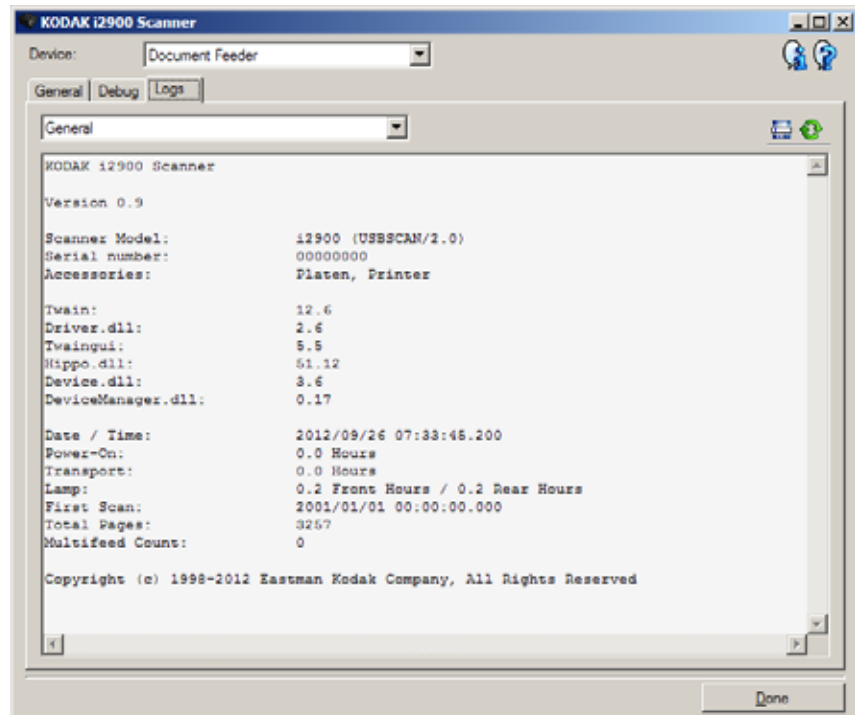 KODAK i2900 Scanner
Device: Document Feeder
General Debug Logs
General
KODAK i2900 Scanner
Version 0.9
Scanner Model: i2900 (USBSCAN/2.0)
Serial number: 00000000
Accessories: Platen, Printer
Twain: 12.6
Driver.dll: 2.6
Twaingui: 5.5
Hippo.dll: 51.12
Device.dll: 3.6
DeviceManager.dll: 0.17
Date / Time: 2012/09/26 07:33:45.200
Power-On: 0.0 Hours
Transport: 0.0 Hours
Lamp: 0.2 Front Hours / 0.2 Rear Hours
First Scan: 2001/01/01 00:00:00.000
Total Pages: 3257
Multifeed Count: 0
Copyright (c) 1998-2012 Eastman Kodak Company, All Rights Reserved
Done